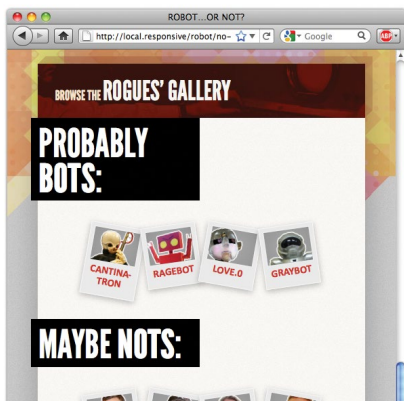 ROBOT...OR NOT?
http://local.responsive/robot/no-
Google
ABP
BROWSE THE ROGUES' GALLERY
PROBABLY
BOTS:
CANTINA-
TRON
RAGEBOT
LOVE.0
GRAYBOT
MAYBE NOTS: